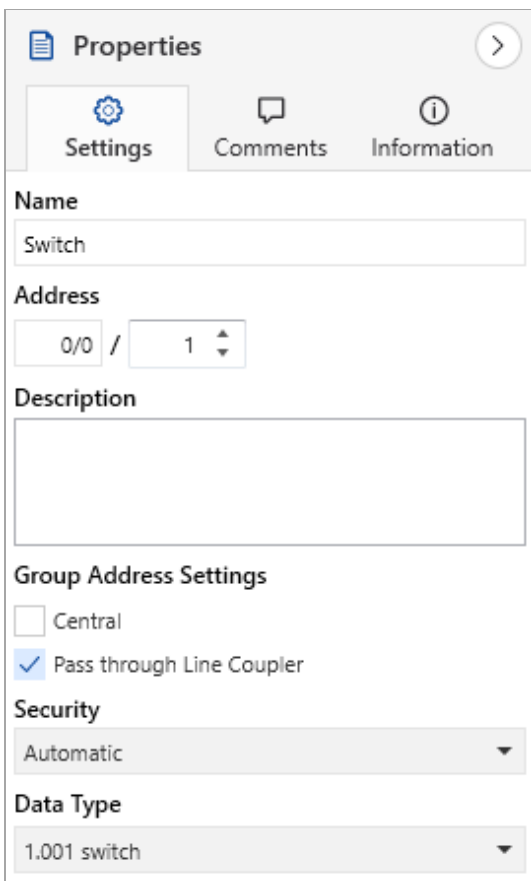 Properties
Settings Comments Information
Name
Switch
Address
0/0 / 1
Description
Group Address Settings
Central
Pass through Line Coupler
Security
Automatic
Data Type
1.001 switch